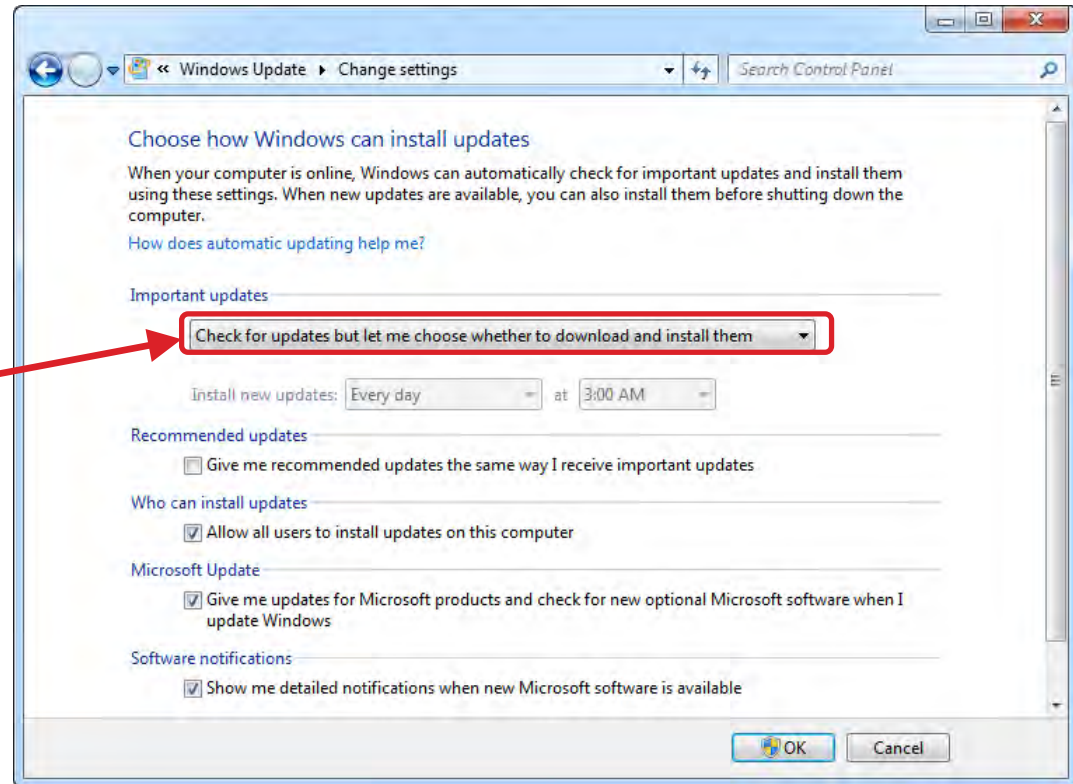 « Windows Update ▸ Change settings
Search Control Panel
Choose how Windows can install updates
When your computer is online, Windows can automatically check for important updates and install them
using these settings. When new updates are available, you can also install them before shutting down the
computer.
How does automatic updating help me?
Important updates
Check for updates but let me choose whether to download and install them
Install new updates: Every day at 3:00 AM
Recommended updates
Give me recommended updates the same way I receive important updates
Who can install updates
Allow all users to install updates on this computer
Microsoft Update
Give me updates for Microsoft products and check for new optional Microsoft software when I
update Windows
Software notifications
Show me detailed notifications when new Microsoft software is available
OK
Cancel